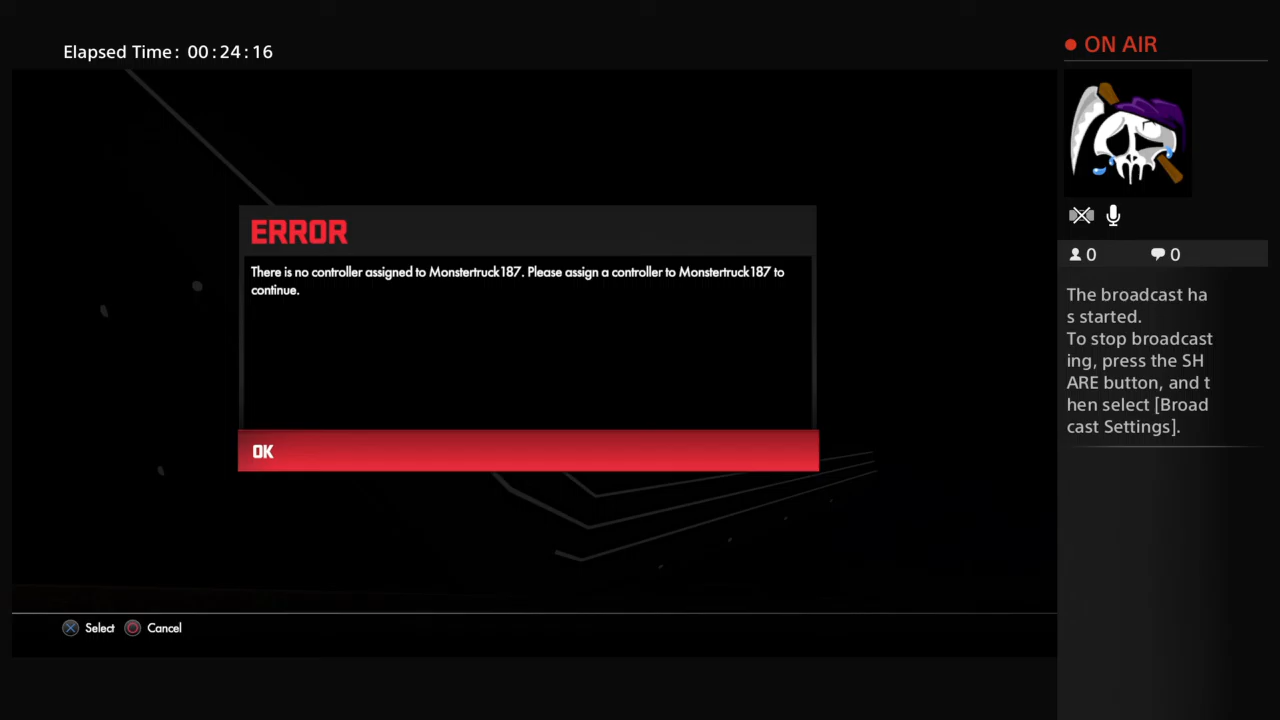 Elapsed Time: 00:24:16
ON AIR
ERROR
There is no controller assigned to Monstertruck187. Please assign a controller to Monstertruck187 to
continue.
OK
Select Cancel
0 0
The broadcast ha
s started.
To stop broadcast
ing, press the SH
ARE button, and t
hen select [Broad
cast Settings].